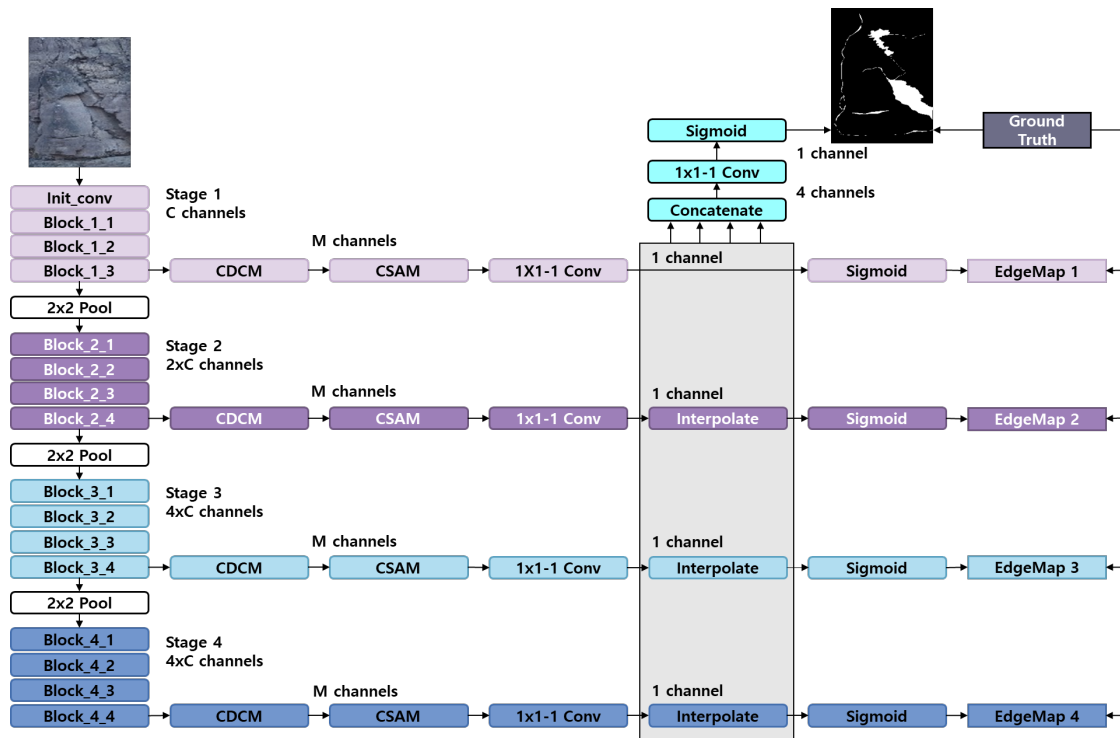 Sigmoid
Ground
Truth
1 channel
1x1-1 Conv
4 channels
Concatenate
Init_conv
Stage 1
C channels
Block_1_1
Block_1_2
M channels
1 channel
Block_1_3
CDCM
CSAM
1X1-1 Conv
Sigmoid
EdgeMap 1
2x2 Pool
Block_2_1
Stage 2
2xC channels
Block_2_2
Block_2_3
M channels
1 channel
Block_2_4
CDCM
CSAM
1x1-1 Conv
Interpolate
Sigmoid
EdgeMap 2
2x2 Pool
Block_3_1
Stage 3
4xC channels
Block_3_2
Block_3_3
M channels
1 channel
Block_3_4
CDCM
CSAM
1x1-1 Conv
Interpolate
Sigmoid
EdgeMap 3
2x2 Pool
Block_4_1
Stage 4
4xC channels
Block_4_2
Block_4_3
M channels
1 channel
Block_4_4
CDCM
CSAM
1x1-1 Conv
Interpolate
Sigmoid
EdgeMap 4